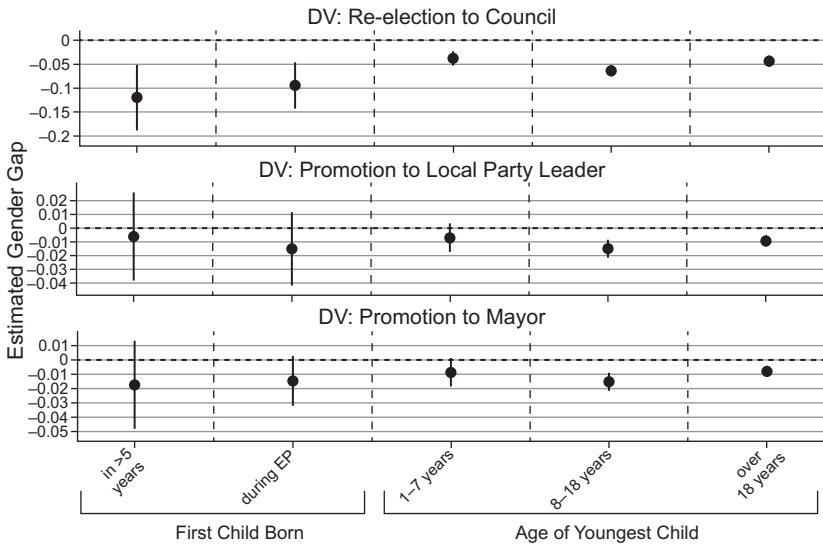 DV: Re-election to Council
0
–0.05
–0.1
–0.15
–0.2
DV: Promotion to Local Party Leader
0.02
0.01
0
–0.01
–0.02
–0.03
–0.04
Estimated Gender Gap
DV: Promotion to Mayor
0.01
0
–0.01
–0.02
–0.03
–0.04
–0.05
in >5
years
during EP
1–7 years
8–18 years
over
18 years
First Child Born
Age of Youngest Child